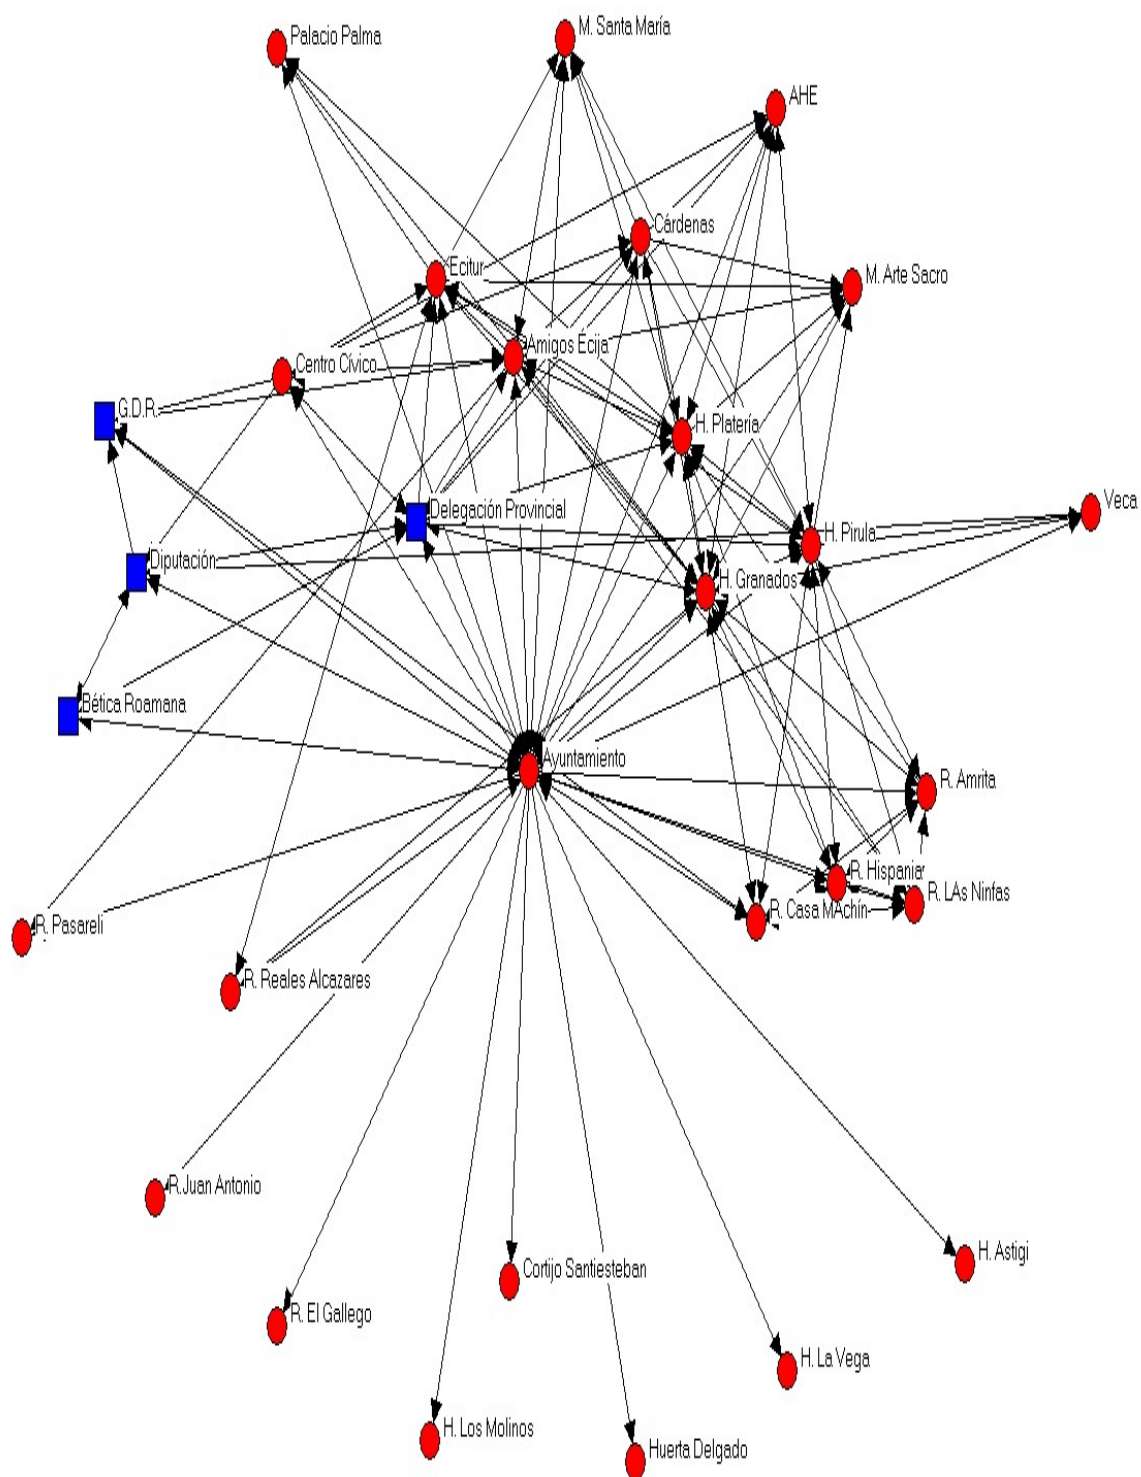 Palacio Palma
M. Santa María
AHE
Cárdenas
Ecitur
M. Arte Sacro
Amigos Écija
Centro Cívico
G.D.R.
H. Platería
Veca
Delegación Provincial
H. Pirula
Diputación
H. Granados
Bética Roamana
Ayuntamiento
R. Amrita
R. Hispania
R. LAs Ninfas
R. Casa MAchín
R. Pasareli
R. Reales Alcazares
R.Juan Antonio
H. Astigi
Cortijo Santiesteban
R. El Gallego
H. La Vega
H. Los Molinos
Huerta Delgado